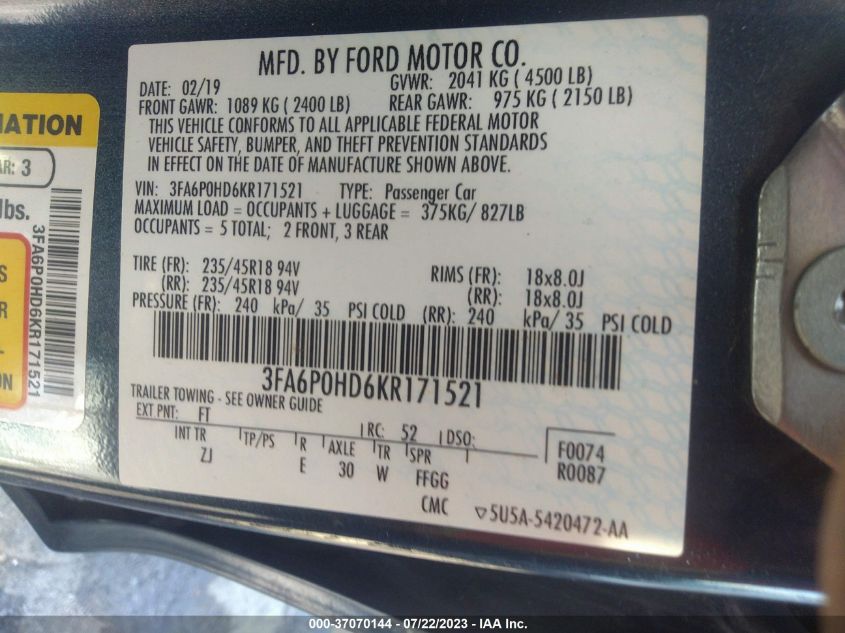 MFD. BY FORD MOTOR CO.
DATE: 02/19 GVWR: 2041 KG ( 4500 LB)
FRONT GAWR: 1089 KG ( 2400 LB) REAR GAWR: 975 KG ( 2150 LB)
THIS VEHICLE CONFORMS TO ALL APPLICABLE FEDERAL MOTOR
VEHICLE SAFETY, BUMPER, AND THEFT PREVENTION STANDARDS
IN EFFECT ON THE DATE OF MANUFACTURE SHOWN ABOVE.
VIN: 3FA6P0HD6KR171521 TYPE: Passenger Car
MAXIMUM LOAD = OCCUPANTS + LUGGAGE = 375KG/ 827LB
OCCUPANTS = 5 TOTAL; 2 FRONT, 3 REAR
TIRE (FR): 235/45R18 94V RIMS (FR): 18x8.0J
(RR): 235/45R18 94V (RR): 18x8.0J
PRESSURE (FR): 240 kPa/ 35 PSI COLD (RR): 240 kPa/ 35 PSI COLD
3FA6P0HD6KR171521
TRAILER TOWING - SEE OWNER GUIDE
EXT PNT: FT RC: 52 DSO:
INT TR TP/PS R AXLE TR SPR
ZJ E 30 W FFGG
CMC
F0074
R0087
5U5A-5420472-AA
MATION
AR: 3
lbs.
3FA6P0HD6KR171521
S
R
L-
ON
000-37070144 - 07/22/2023 - IAA Inc.